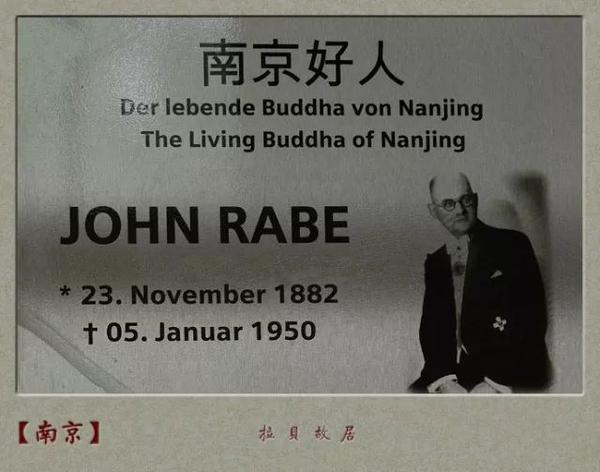 南京好人
Der lebende Buddha von Nanjing
The Living Buddha of Nanjing
JOHN RABE
* 23. November 1882
† 05. Januar 1950
【南京】 拉貝故居